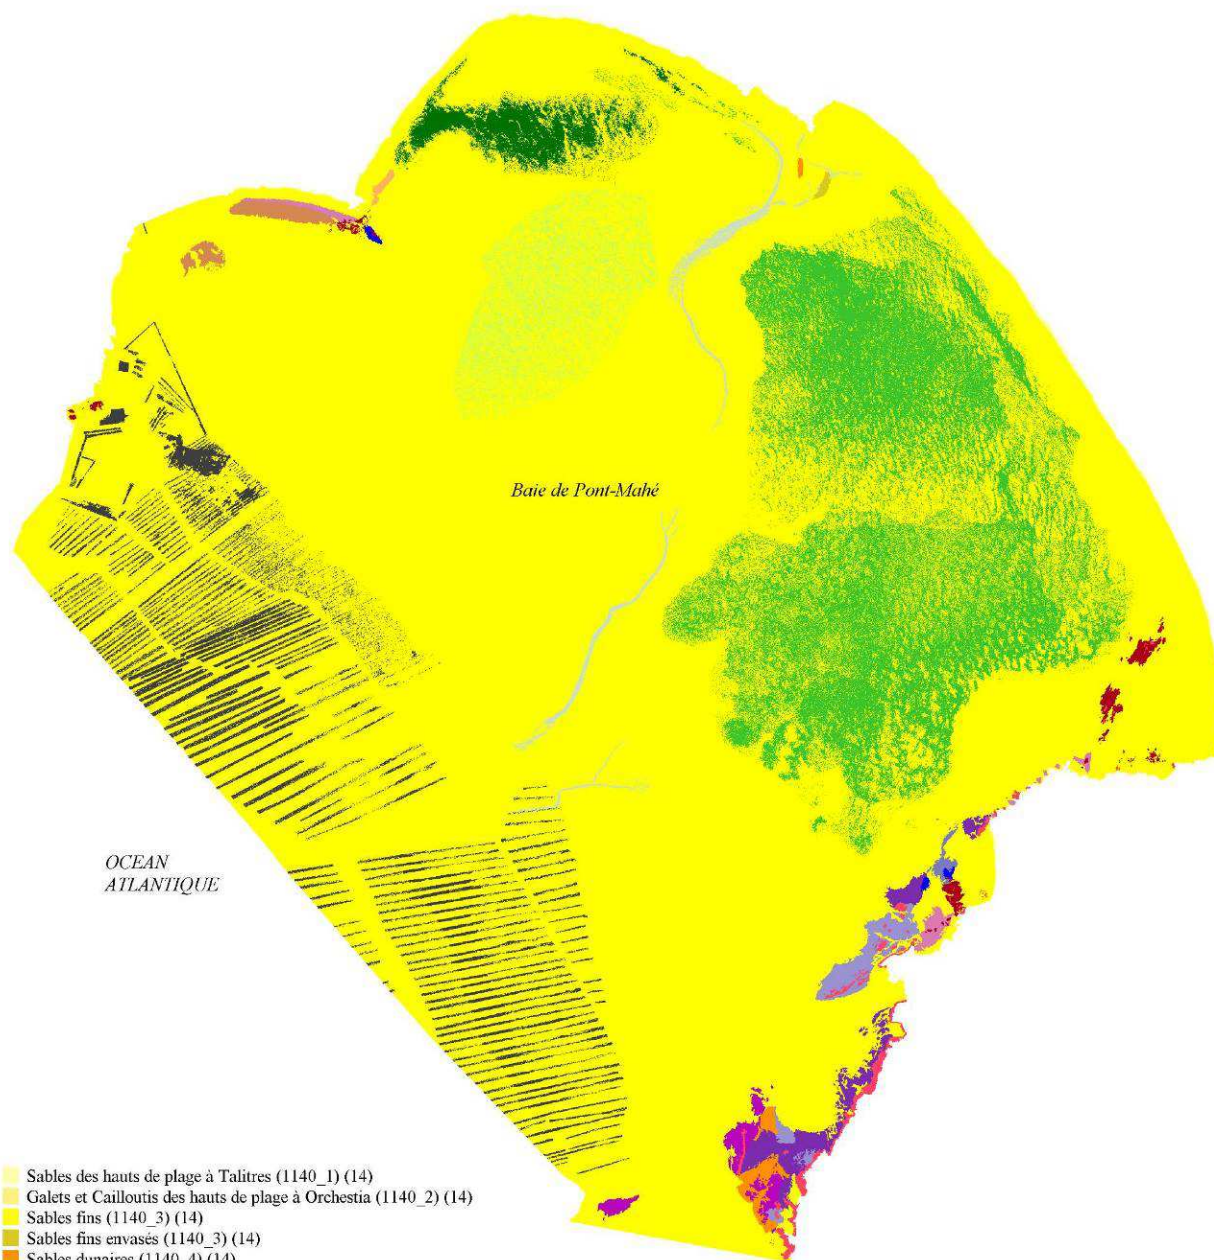 Baie de Pont-Mahé
OCEAN
ATLANTIQUE
Sables des hauts de plage à Talitres (1140_1) (14)
Galets et Cailloutis des hauts de plage à Orchestia (1140_2) (14)
Sables fins (1140_3) (14)
Sables fins envasés (1140_3) (14)
Sables dunaires (1140_4) (14)